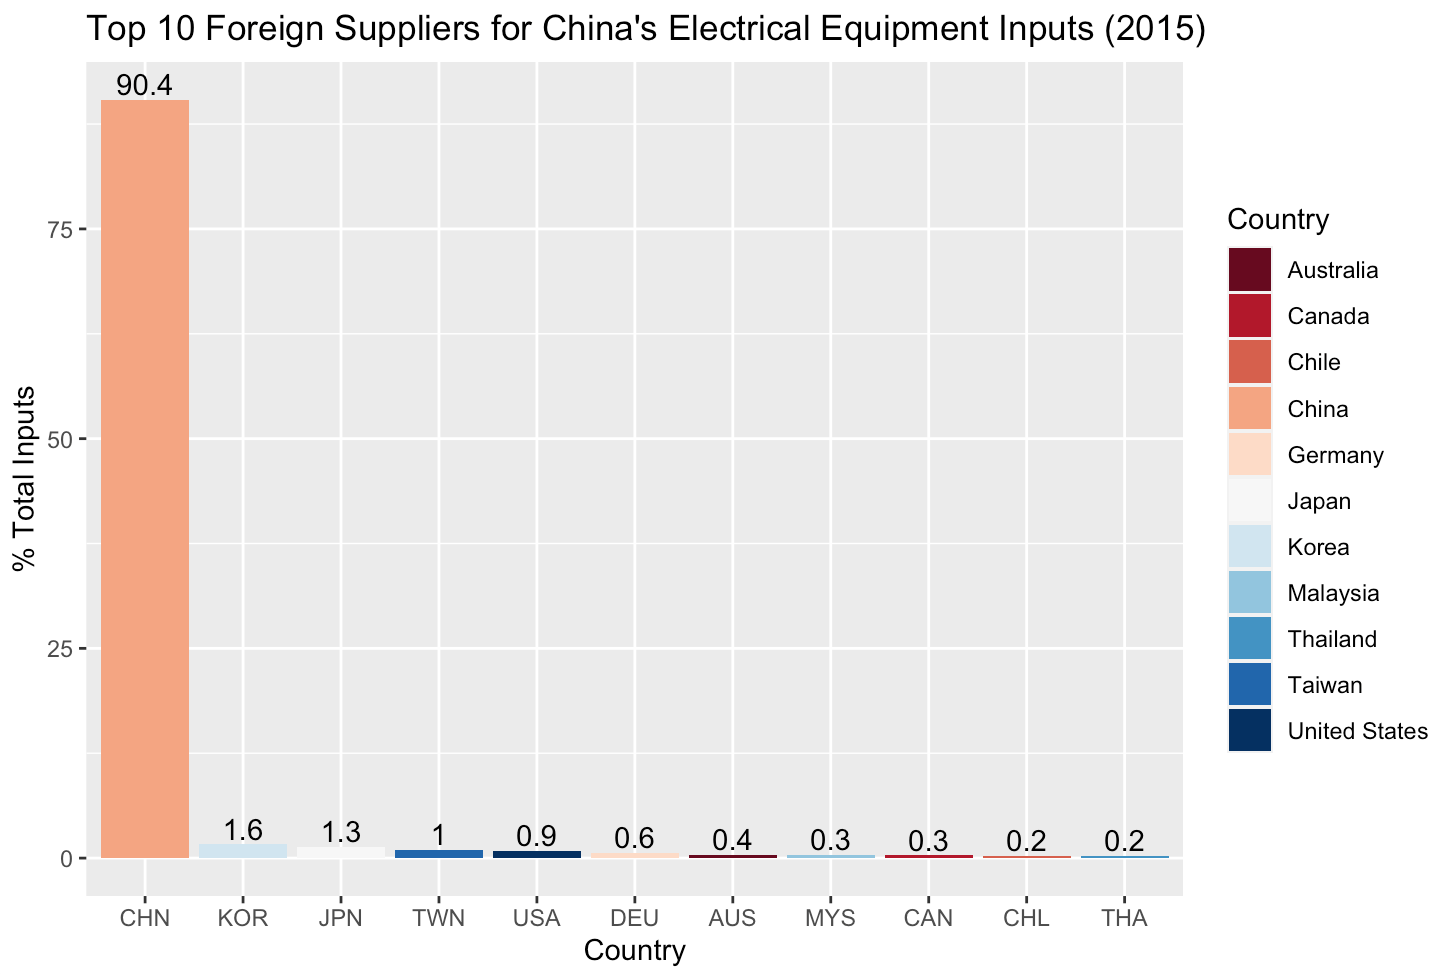 Top 10 Foreign Suppliers for China's Electrical Equipment Inputs (2015)
% Total Inputs
75
50
25
0
90.4
1.6
1.3
1
0.9
0.6
0.4
0.3
0.3
0.2
0.2
CHN
KOR
JPN
TWN
USA
DEU
AUS
MYS
CAN
CHL
THA
Country
Country
Australia
Canada
Chile
China
Germany
Japan
Korea
Malaysia
Thailand
Taiwan
United States